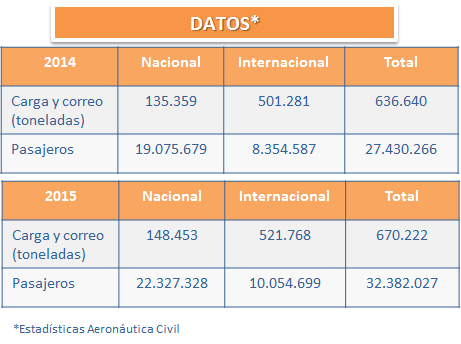 DATOS*
2014 Nacional Internacional Total
Carga y correo (toneladas) 135.359 501.281 636.640
Pasajeros 19.075.679 8.354.587 27.430.266
2015 Nacional Internacional Total
Carga y correo (toneladas) 148.453 521.768 670.222
Pasajeros 22.327.328 10.054.699 32.382.027
*Estadísticas Aeronáutica Civil